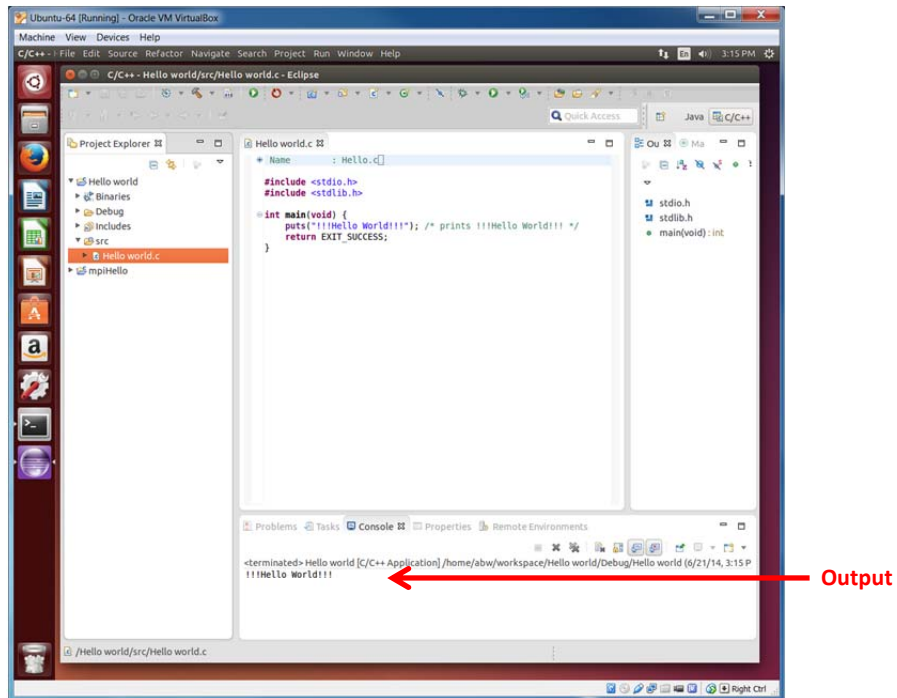 Ubuntu-64 [Running] - Oracle VM VirtualBox
Machine View Devices Help
C/C++ - File Edit Source Refactor Navigate Search Project Run Window Help En 3:15 PM
C/C++ - Hello world/src/Hello world.c - Eclipse
Quick Access Java C/C++
Project Explorer
Hello world
Binaries
Debug
Includes
src
Hello world.c
mpiHello
Hello world.c
Name : Hello.c
#include <stdio.h>
#include <stdlib.h>
int main(void) {
puts("!!!Hello World!!!"); /* prints !!!Hello World!!! */
return EXIT_SUCCESS;
}
Ou Ma
stdio.h
stdlib.h
main(void) : int
Problems Tasks Console Properties Remote Environments
<terminated> Hello world [C/C++ Application] /home/abw/workspace/Hello world/Debug/Hello world (6/21/14, 3:15 P
!!!Hello World!!!
Output
/Hello world/src/Hello world.c
Right Ctrl